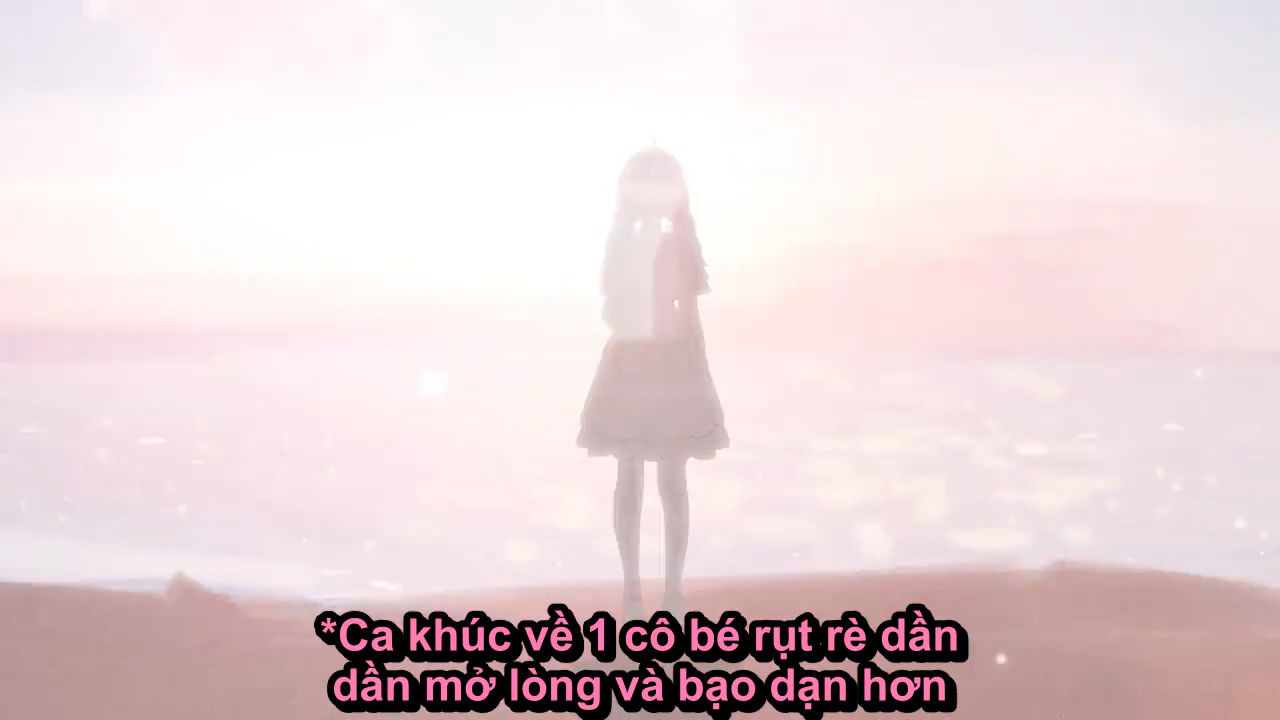 *Ca khúc về 1 cô bé rụt rè dần
dần mở lòng và bạo dạn hơn